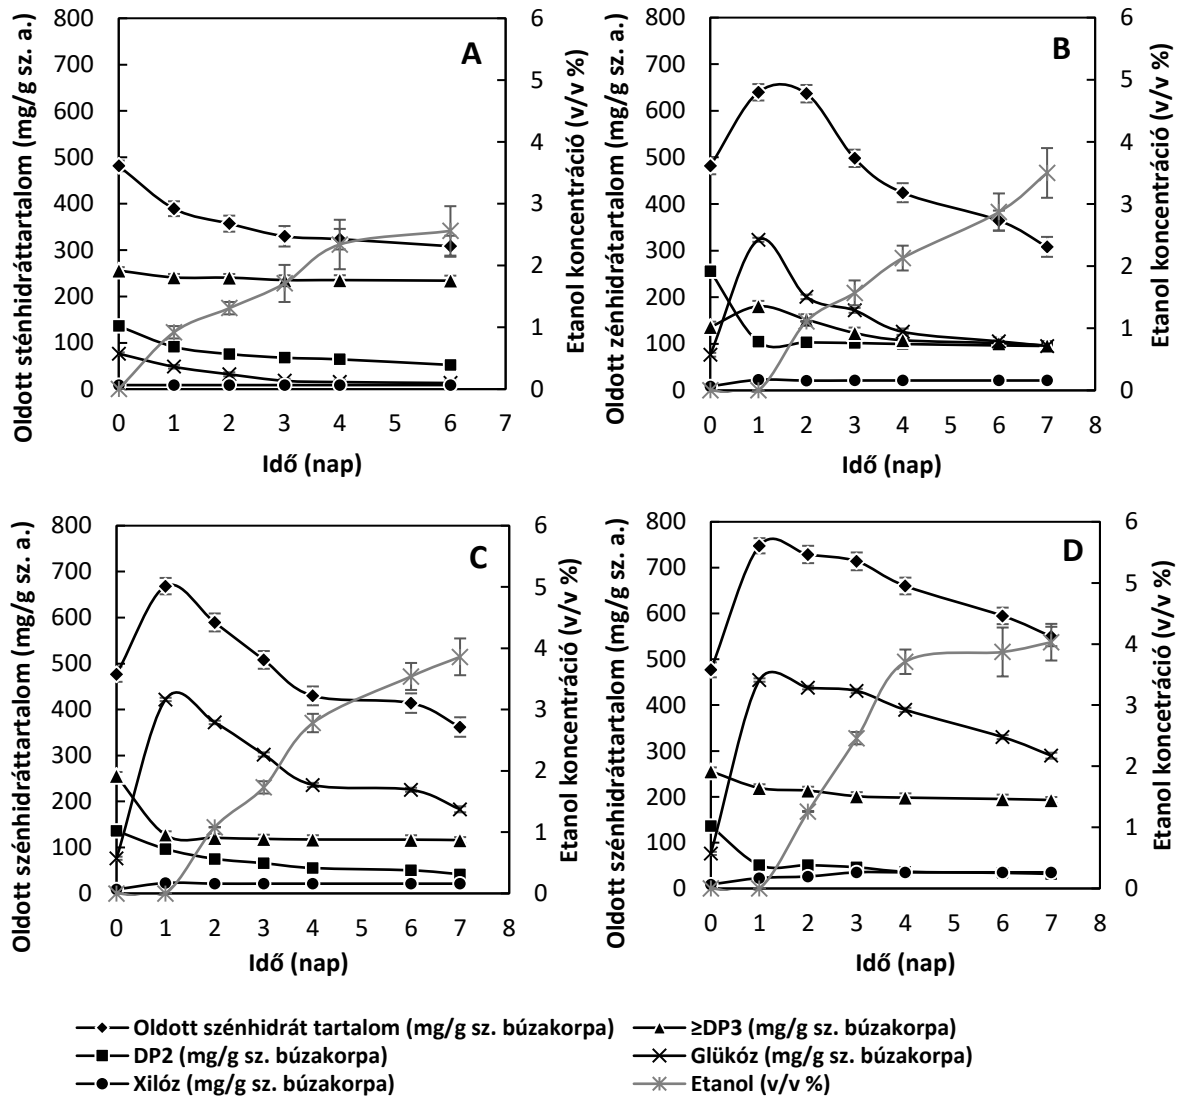 A
Oldott sténhidráttartalom (mg/g sz. a.)
800
700
600
500
400
300
200
100
0
6
5
4
3
2
1
0
Etanol koncentráció (v/v %)
0 1 2 3 4 5 6 7
Idő (nap)
B
Oldott zénhidráttartalom (mg/g sz. a.)
800
700
600
500
400
300
200
100
0
6
5
4
3
2
1
0
Etanol koncentráció (v/v %)
0 1 2 3 4 5 6 7 8
Idő (nap)
C
Oldott szénhidráttartalom (mg/g sz. a.)
800
700
600
500
400
300
200
100
0
6
5
4
3
2
1
0
Etanol koncentráció (v/v %)
0 1 2 3 4 5 6 7 8
Idő (nap)
D
Oldott szénhidráttartalom (mg/g sz. a.)
800
700
600
500
400
300
200
100
0
6
5
4
3
2
1
0
Etanol koncetráció (v/v %)
0 1 2 3 4 5 6 7 8
Idő (nap)
Oldott szénhidrát tartalom (mg/g sz. búzakorpa)
≥DP3 (mg/g sz. búzakorpa)
DP2 (mg/g sz. búzakorpa)
Glükóz (mg/g sz. búzakorpa)
Xilóz (mg/g sz. búzakorpa)
Etanol (v/v %)